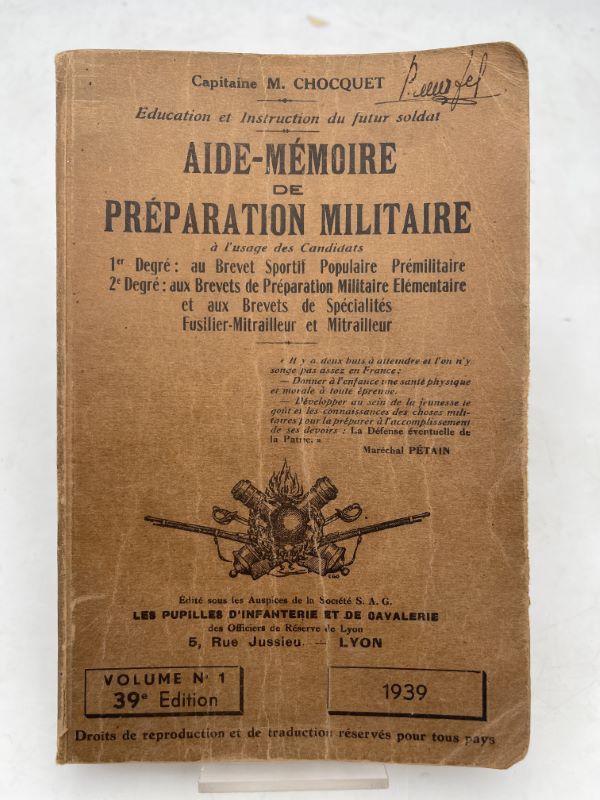 Capitaine M. CHOCQUET
Education et Instruction du futur soldat
AIDE-MÉMOIRE
DE
PRÉPARATION MILITAIRE
à l'usage des Candidats
1er Degré : au Brevet Sportif Populaire Prémilitaire
2e Degré : aux Brevets de Préparation Militaire Elémentaire
et aux Brevets de Spécialités
Fusilier-Mitrailleur et Mitrailleur
« Il y a deux buts à atteindre et l'on n'y
songe pas assez en France :
— Donner à l'enfance une santé physique
et morale à toute épreuve.
— Développer au sein de la jeunesse le
goût et les connaissances des choses mili-
taires pour la préparer à l'accomplissement
de ses devoirs : La Défense éventuelle de
la Patrie. »
Maréchal PÉTAIN
Édité sous les Auspices de la Société S. A. G.
LES PUPILLES D'INFANTERIE ET DE CAVALERIE
des Officiers de Réserve de Lyon
5, Rue Jussieu. — LYON
VOLUME N° 1
39e Edition
1939
Droits de reproduction et de traduction réservés pour tous pays